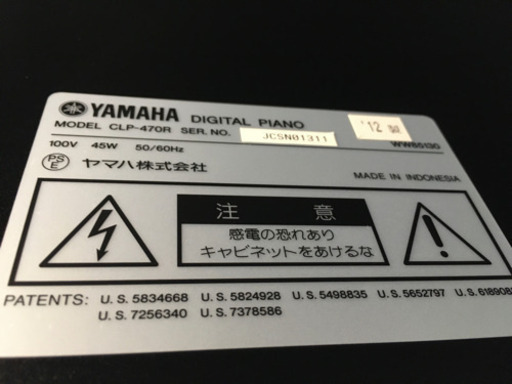 YAMAHA DIGITAL PIANO
MODEL CLP-470R SER. NO. JCSN01311 '12 製
100V 45W 50/60Hz WW85130
PSE ヤマハ株式会社
MADE IN INDONESIA
注 意
感電の恐れあり
キャビネットをあけるな
PATENTS: U.S. 5834668 U.S. 5824928 U.S. 5498835 U.S. 5652797 U.S. 6189082
U.S. 7256340 U.S. 7378586